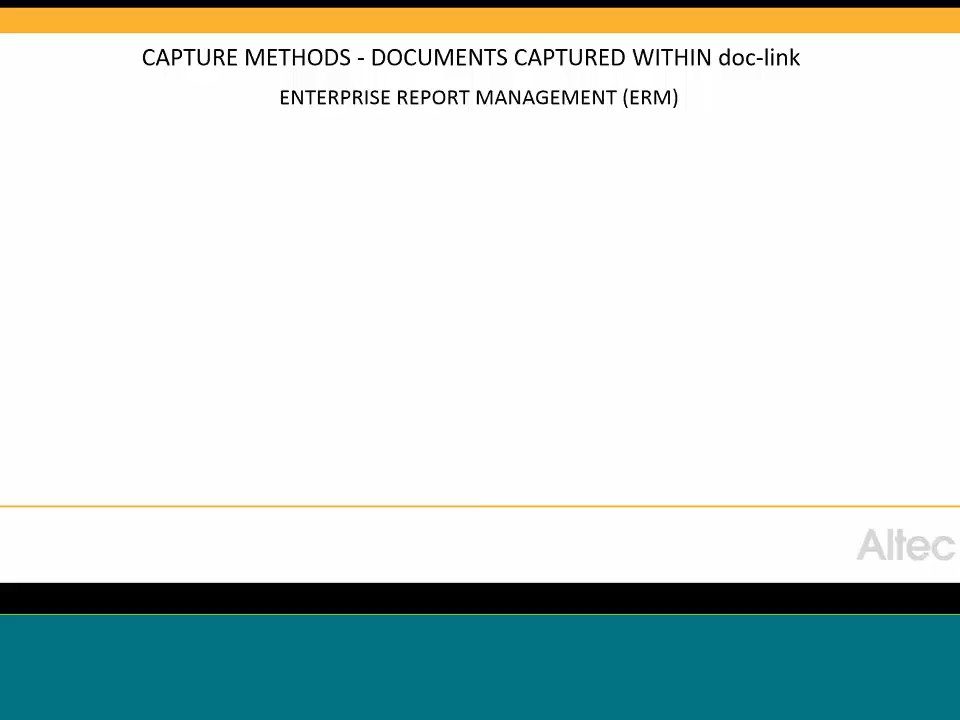 CAPTURE METHODS - DOCUMENTS CAPTURED WITHIN doc-link
ENTERPRISE REPORT MANAGEMENT (ERM)
Altec